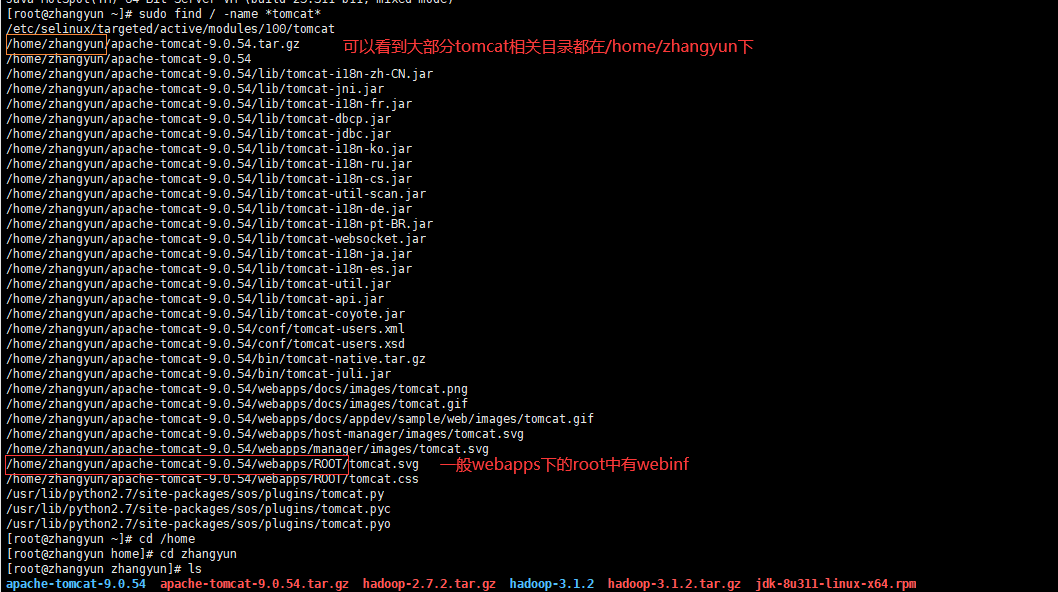 Java HotSpot(TM) 64-Bit Server VM (build 25.311-b11, mixed mode)
[root@zhangyun ~]# sudo find / -name *tomcat*
/etc/selinux/targeted/active/modules/100/tomcat
/home/zhangyun/apache-tomcat-9.0.54.tar.gz 可以看到大部分tomcat相关目录都在/home/zhangyun下
/home/zhangyun/apache-tomcat-9.0.54
/home/zhangyun/apache-tomcat-9.0.54/lib/tomcat-i18n-zh-CN.jar
/home/zhangyun/apache-tomcat-9.0.54/lib/tomcat-jni.jar
/home/zhangyun/apache-tomcat-9.0.54/lib/tomcat-i18n-fr.jar
/home/zhangyun/apache-tomcat-9.0.54/lib/tomcat-dbcp.jar
/home/zhangyun/apache-tomcat-9.0.54/lib/tomcat-jdbc.jar
/home/zhangyun/apache-tomcat-9.0.54/lib/tomcat-i18n-ko.jar
/home/zhangyun/apache-tomcat-9.0.54/lib/tomcat-i18n-ru.jar
/home/zhangyun/apache-tomcat-9.0.54/lib/tomcat-i18n-cs.jar
/home/zhangyun/apache-tomcat-9.0.54/lib/tomcat-util-scan.jar
/home/zhangyun/apache-tomcat-9.0.54/lib/tomcat-i18n-de.jar
/home/zhangyun/apache-tomcat-9.0.54/lib/tomcat-i18n-pt-BR.jar
/home/zhangyun/apache-tomcat-9.0.54/lib/tomcat-websocket.jar
/home/zhangyun/apache-tomcat-9.0.54/lib/tomcat-i18n-ja.jar
/home/zhangyun/apache-tomcat-9.0.54/lib/tomcat-i18n-es.jar
/home/zhangyun/apache-tomcat-9.0.54/lib/tomcat-util.jar
/home/zhangyun/apache-tomcat-9.0.54/lib/tomcat-api.jar
/home/zhangyun/apache-tomcat-9.0.54/lib/tomcat-coyote.jar
/home/zhangyun/apache-tomcat-9.0.54/conf/tomcat-users.xml
/home/zhangyun/apache-tomcat-9.0.54/conf/tomcat-users.xsd
/home/zhangyun/apache-tomcat-9.0.54/bin/tomcat-native.tar.gz
/home/zhangyun/apache-tomcat-9.0.54/bin/tomcat-juli.jar
/home/zhangyun/apache-tomcat-9.0.54/webapps/docs/images/tomcat.png
/home/zhangyun/apache-tomcat-9.0.54/webapps/docs/images/tomcat.gif
/home/zhangyun/apache-tomcat-9.0.54/webapps/docs/appdev/sample/web/images/tomcat.gif
/home/zhangyun/apache-tomcat-9.0.54/webapps/host-manager/images/tomcat.svg
/home/zhangyun/apache-tomcat-9.0.54/webapps/manager/images/tomcat.svg
/home/zhangyun/apache-tomcat-9.0.54/webapps/ROOT/tomcat.svg 一般webapps下的root中有webinf
/home/zhangyun/apache-tomcat-9.0.54/webapps/ROOT/tomcat.css
/usr/lib/python2.7/site-packages/sos/plugins/tomcat.py
/usr/lib/python2.7/site-packages/sos/plugins/tomcat.pyc
/usr/lib/python2.7/site-packages/sos/plugins/tomcat.pyo
[root@zhangyun ~]# cd /home
[root@zhangyun home]# cd zhangyun
[root@zhangyun zhangyun]# ls
apache-tomcat-9.0.54 apache-tomcat-9.0.54.tar.gz hadoop-2.7.2.tar.gz hadoop-3.1.2 hadoop-3.1.2.tar.gz jdk-8u311-linux-x64.rpm